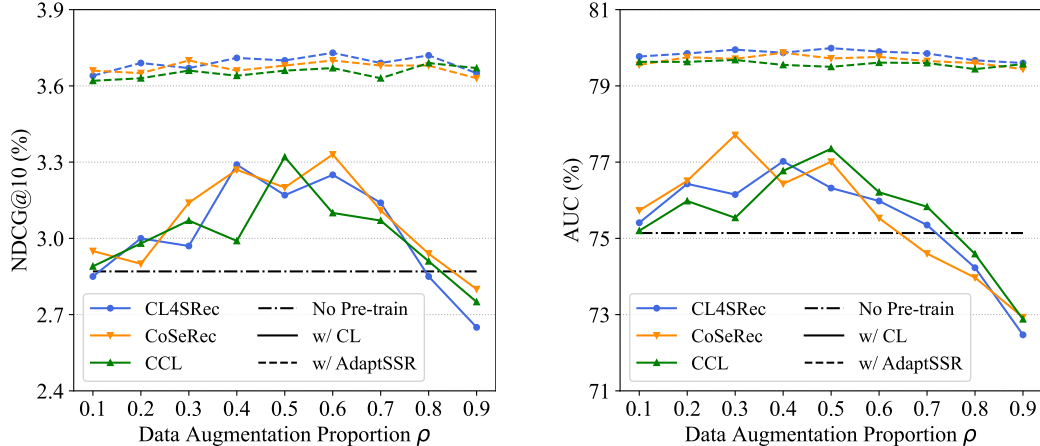 3.9
3.6
3.3
3.0
2.7
2.4
NDCG@10 (%)
CL4SRec
CoSeRec
CCL
No Pre-train
w/ CL
w/ AdaptSSR
0.1 0.2 0.3 0.4 0.5 0.6 0.7 0.8 0.9
Data Augmentation Proportion ρ
81
79
77
75
73
71
AUC (%)
CL4SRec
CoSeRec
CCL
No Pre-train
w/ CL
w/ AdaptSSR
0.1 0.2 0.3 0.4 0.5 0.6 0.7 0.8 0.9
Data Augmentation Proportion ρ